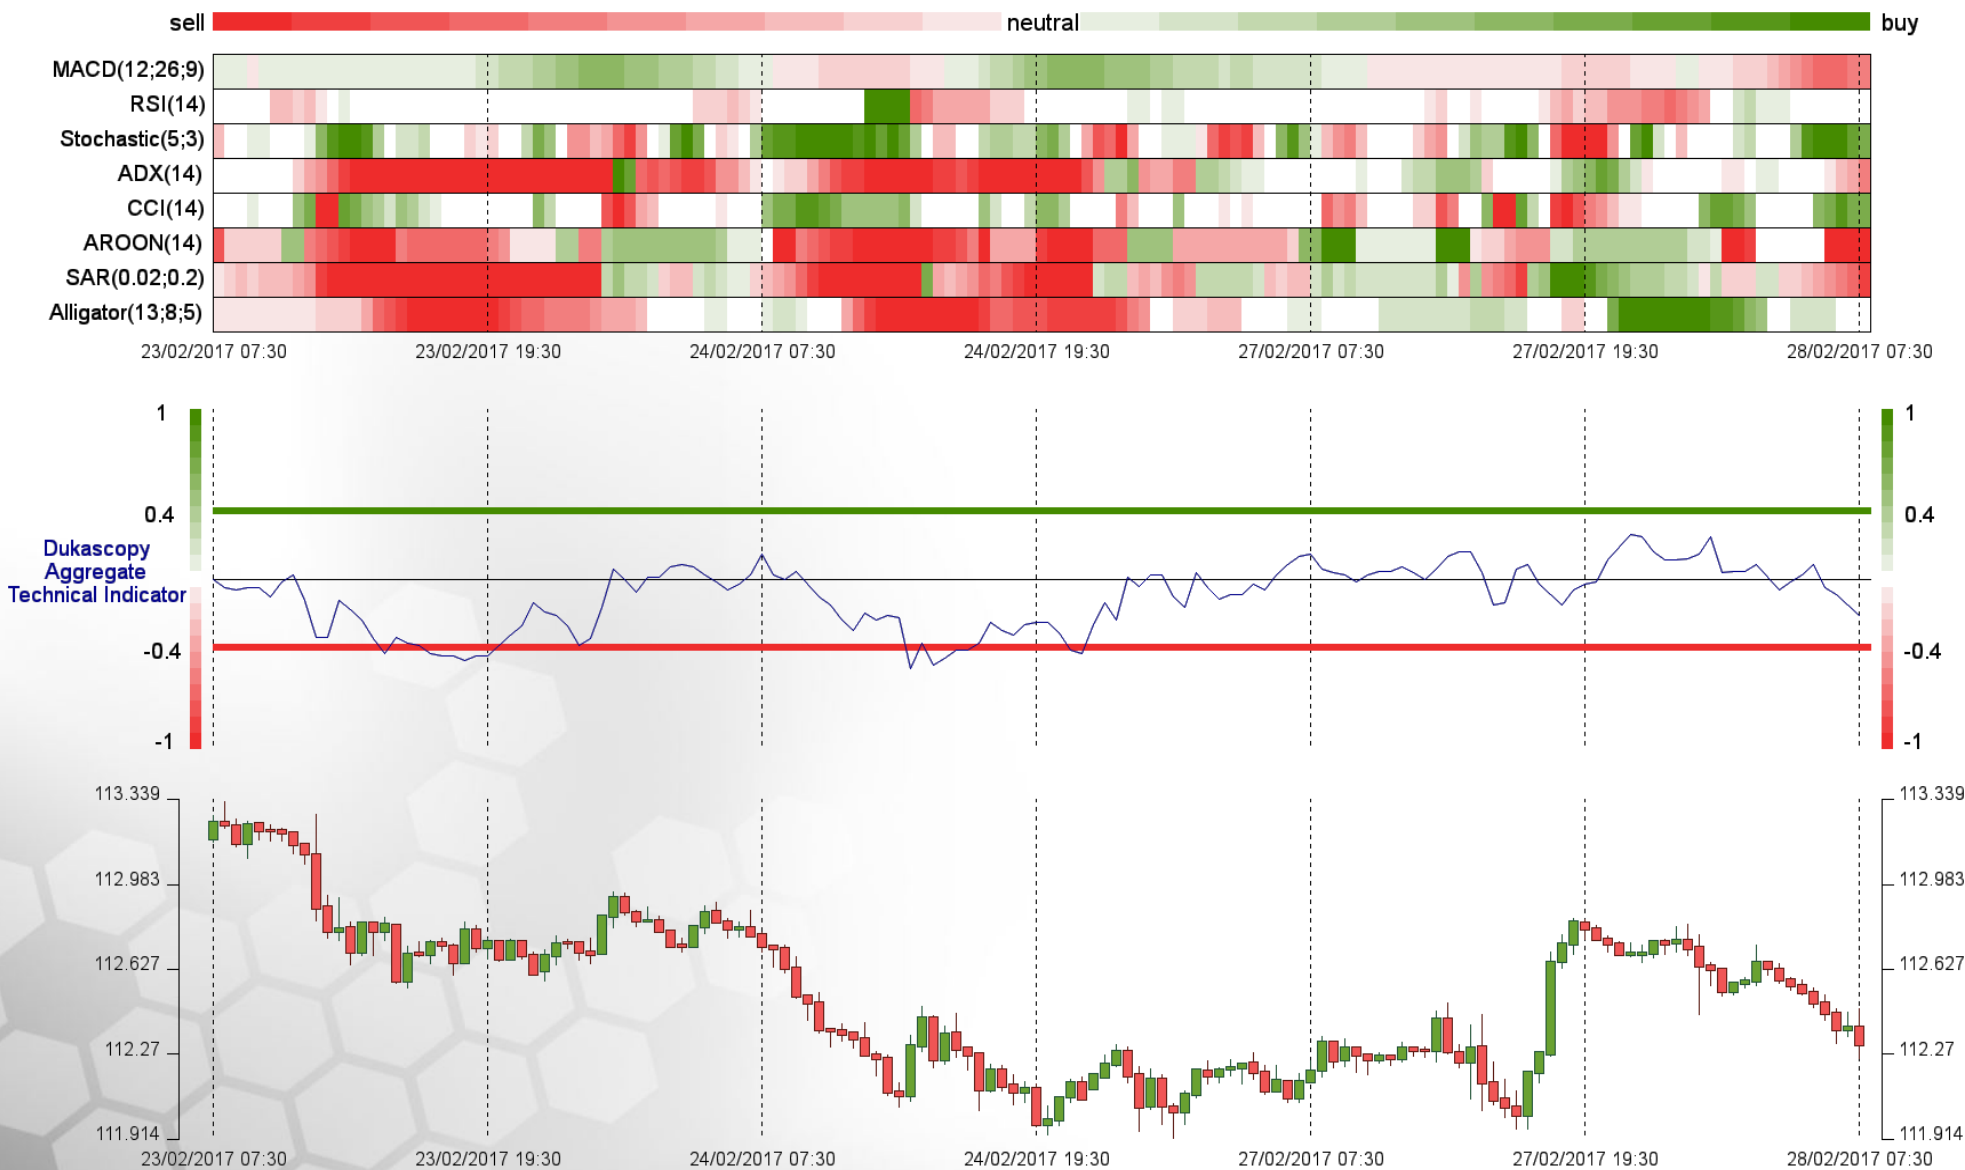 sell neutral buy
MACD(12;26;9)
RSI(14)
Stochastic(5;3)
ADX(14)
CCI(14)
AROON(14)
SAR(0.02;0.2)
Alligator(13;8;5)
23/02/2017 07:30 23/02/2017 19:30 24/02/2017 07:30 24/02/2017 19:30 27/02/2017 07:30 27/02/2017 19:30 28/02/2017 07:30
1 1
0.4 0.4
Dukascopy
Aggregate
Technical Indicator
-0.4 -0.4
-1 -1
113.339 113.339
112.983 112.983
112.627 112.627
112.27 112.27
111.914 111.914
23/02/2017 07:30 23/02/2017 19:30 24/02/2017 07:30 24/02/2017 19:30 27/02/2017 07:30 27/02/2017 19:30 28/02/2017 07:30